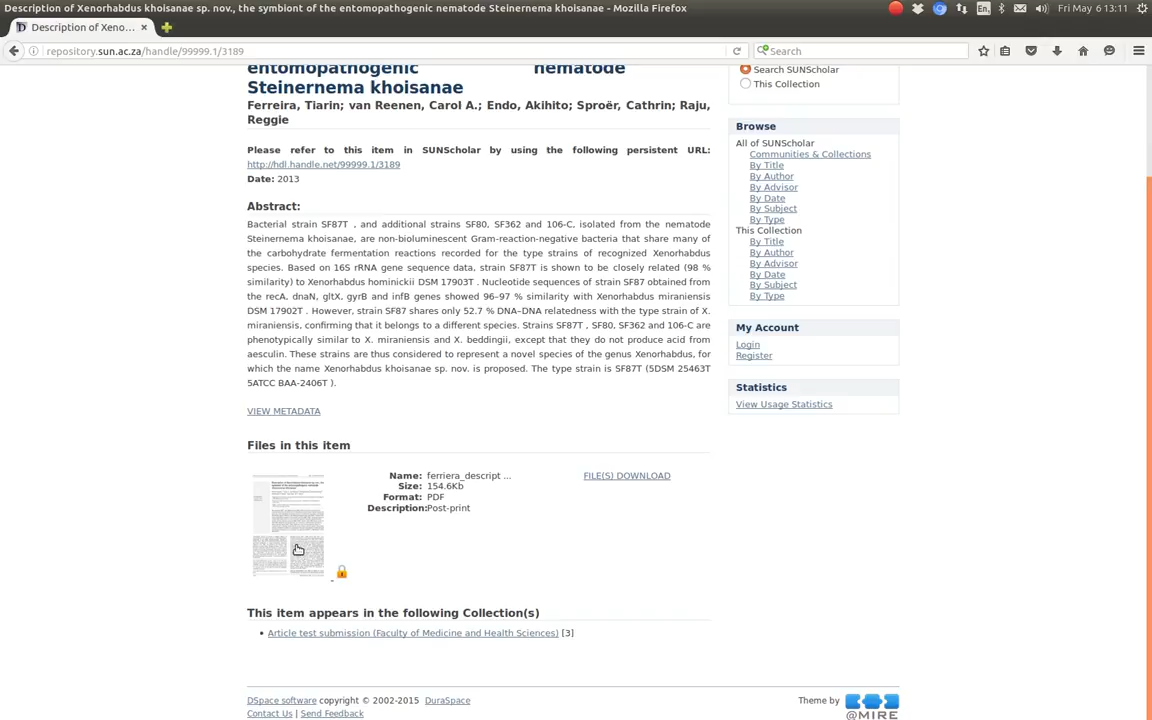 Description of Xenorhabdus khoisanae sp. nov., the symbiont of the entomopathogenic nematode Steinernema khoisanae - Mozilla Firefox
En
Fri May 6 13:11
Description of Xeno...
repository.sun.ac.za/handle/99999.1/3189
Search
entomopathogenic nematode
Steinernema khoisanae
Ferreira, Tiarin; van Reenen, Carol A.; Endo, Akihito; Sproër, Cathrin; Raju,
Reggie
Please refer to this item in SUNScholar by using the following persistent URL:
http://hdl.handle.net/99999.1/3189
Date: 2013
Abstract:
Bacterial strain SF87T , and additional strains SF80, SF362 and 106-C, isolated from the nematode
Steinernema khoisanae, are non-bioluminescent Gram-reaction-negative bacteria that share many of
the carbohydrate fermentation reactions recorded for the type strains of recognized Xenorhabdus
species. Based on 16S rRNA gene sequence data, strain SF87T is shown to be closely related (98 %
similarity) to Xenorhabdus hominickii DSM 17903T . Nucleotide sequences of strain SF87 obtained from
the recA, dnaN, gltX, gyrB and infB genes showed 96–97 % similarity with Xenorhabdus miraniensis
DSM 17902T . However, strain SF87 shares only 52.7 % DNA–DNA relatedness with the type strain of X.
miraniensis, confirming that it belongs to a different species. Strains SF87T , SF80, SF362 and 106-C are
phenotypically similar to X. miraniensis and X. beddingii, except that they do not produce acid from
aesculin. These strains are thus considered to represent a novel species of the genus Xenorhabdus, for
which the name Xenorhabdus khoisanae sp. nov. is proposed. The type strain is SF87T (5DSM 25463T
5ATCC BAA-2406T ).
VIEW METADATA
Files in this item
Name: ferriera_descript ...
Size: 154.6Kb
Format: PDF
Description:Post-print
FILE(S) DOWNLOAD
This item appears in the following Collection(s)
Article test submission (Faculty of Medicine and Health Sciences) [3]
Search SUNScholar
This Collection
Browse
All of SUNScholar
Communities & Collections
By Title
By Author
By Advisor
By Date
By Subject
By Type
This Collection
By Title
By Author
By Advisor
By Date
By Subject
By Type
My Account
Login
Register
Statistics
View Usage Statistics
DSpace software copyright © 2002-2015 DuraSpace
Contact Us | Send Feedback
Theme by
@MIRE